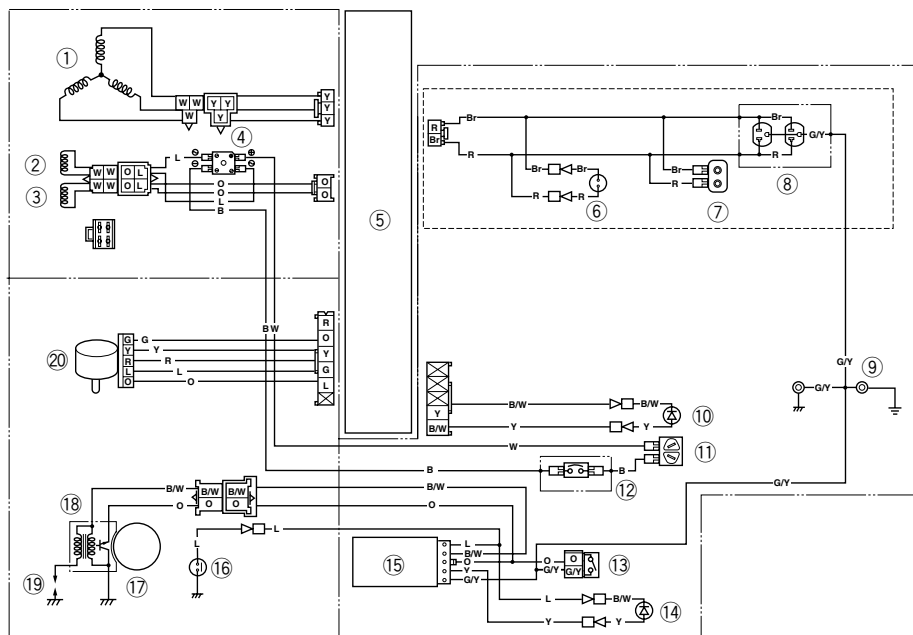 ①
W W Y Y Y
W Y Y
Y
④
② L ⊖ ⊕
W W O L
③ W W O L ⊖ O O
O O
L
B
⑤
R Br Br G/Y
Br R R
Br Br Br
R R R
⑥ ⑦ ⑧
B W
R
G G O
Y Y Y
⑳ R R G
L L L
O O
G/Y
G/Y G/Y ⑨
B/W B/W
Y Y Y ⑩
B/W
W ⑪
B B
⑫
G/Y
B/W B/W B/W B/W
⑱ O O O O
L L
L B/W
⑮ O O O ⑬
Y G/Y
G/Y
⑲ ⑰ ⑯
L B/W
Y Y ⑭